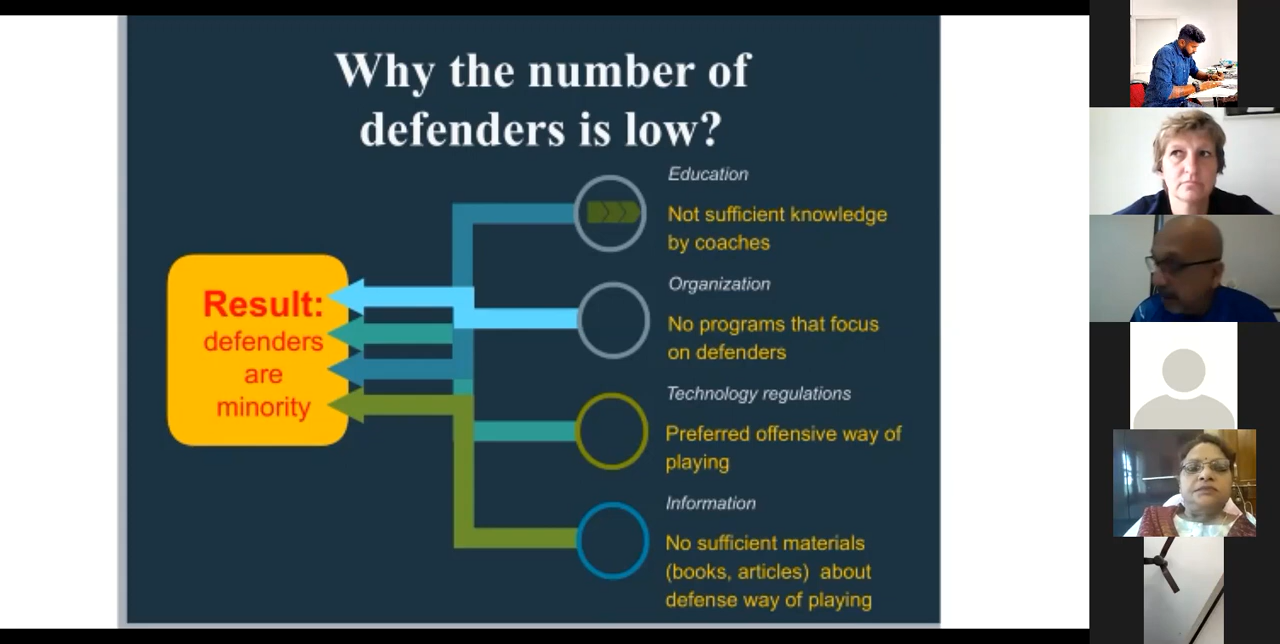 Why the number of
defenders is low?
Education
Not sufficient knowledge
by coaches
Organization
No programs that focus
on defenders
Result:
defenders
are
minority
Technology regulations
Preferred offensive way of
playing
Information
No sufficient materials
(books, articles)  about
defense way of playing